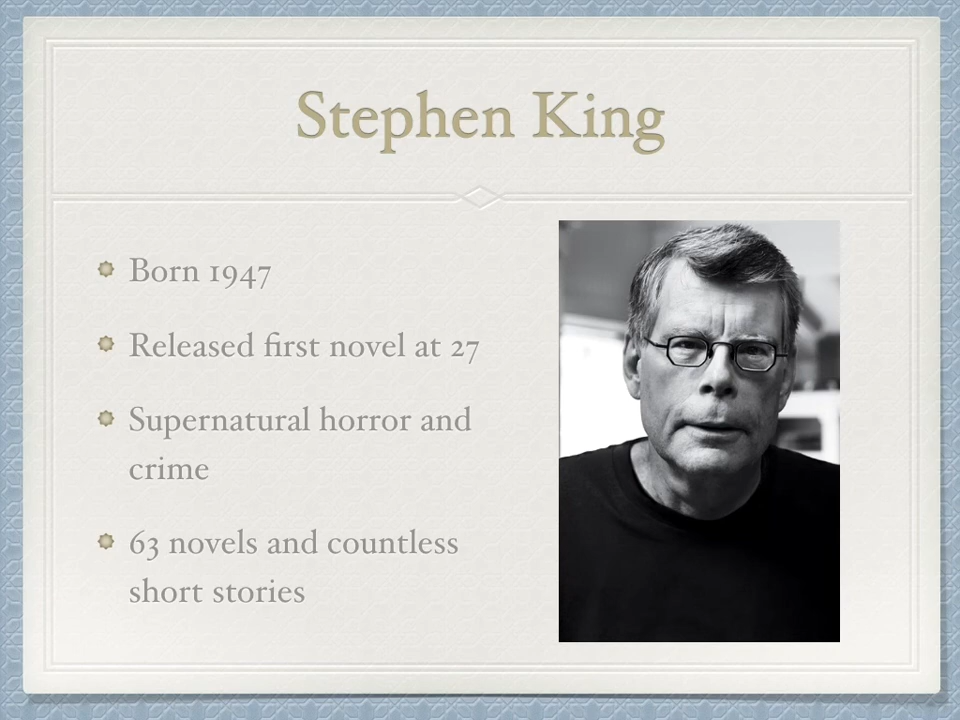 Stephen King
Born 1947
Released first novel at 27
Supernatural horror and
crime
63 novels and countless
short stories